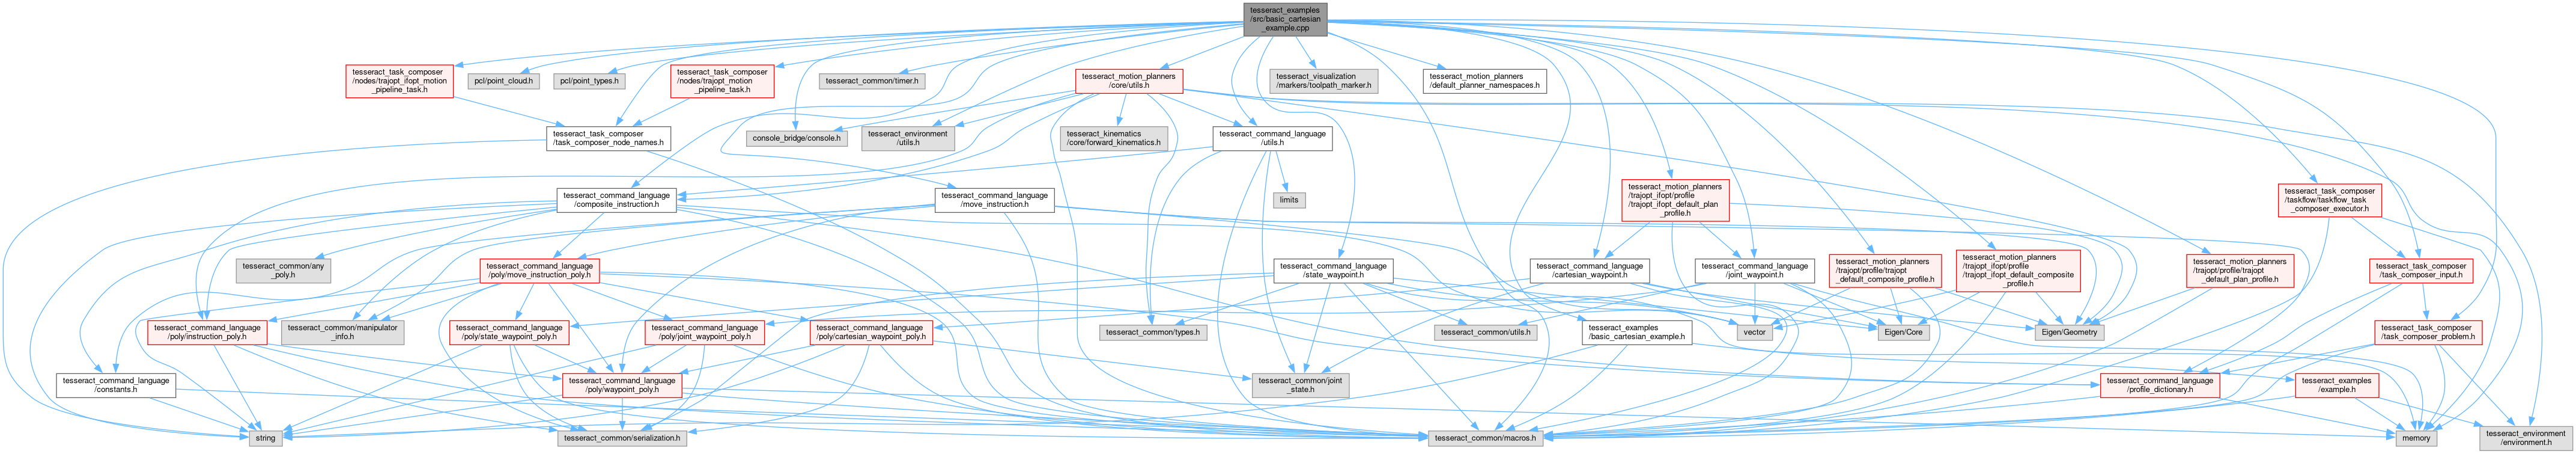 tesseract_examples
/src/basic_cartesian
_example.cpp
tesseract_task_composer
/nodes/trajopt_ifopt_motion
_pipeline_task.h
pcl/point_cloud.h
pcl/point_types.h
tesseract_task_composer
/nodes/trajopt_motion
_pipeline_task.h
tesseract_common/timer.h
tesseract_motion_planners
/core/utils.h
tesseract_visualization
/markers/toolpath_marker.h
tesseract_motion_planners
/default_planner_namespaces.h
tesseract_task_composer
/task_composer_node_names.h
console_bridge/console.h
tesseract_environment
/utils.h
tesseract_kinematics
/core/forward_kinematics.h
tesseract_command_language
/utils.h
tesseract_command_language
/composite_instruction.h
tesseract_command_language
/move_instruction.h
limits
tesseract_motion_planners
/trajopt_ifopt/profile
/trajopt_ifopt_default_plan
_profile.h
tesseract_task_composer
/taskflow/taskflow_task
_composer_executor.h
tesseract_common/any
_poly.h
tesseract_command_language
/poly/move_instruction_poly.h
tesseract_command_language
/state_waypoint.h
tesseract_command_language
/cartesian_waypoint.h
tesseract_command_language
/joint_waypoint.h
tesseract_motion_planners
/trajopt/profile/trajopt
_default_composite_profile.h
tesseract_motion_planners
/trajopt_ifopt/profile
/trajopt_ifopt_default_composite
_profile.h
tesseract_motion_planners
/trajopt/profile/trajopt
_default_plan_profile.h
tesseract_task_composer
/task_composer_input.h
tesseract_command_language
/poly/instruction_poly.h
tesseract_common/manipulator
_info.h
tesseract_command_language
/poly/state_waypoint_poly.h
tesseract_command_language
/poly/joint_waypoint_poly.h
tesseract_command_language
/poly/cartesian_waypoint_poly.h
tesseract_common/types.h
tesseract_common/utils.h
tesseract_examples
/basic_cartesian_example.h
vector
Eigen/Core
Eigen/Geometry
tesseract_task_composer
/task_composer_problem.h
tesseract_command_language
/constants.h
tesseract_command_language
/poly/waypoint_poly.h
tesseract_common/joint
_state.h
tesseract_command_language
/profile_dictionary.h
tesseract_examples
/example.h
string
tesseract_common/serialization.h
tesseract_common/macros.h
memory
tesseract_environment
/environment.h